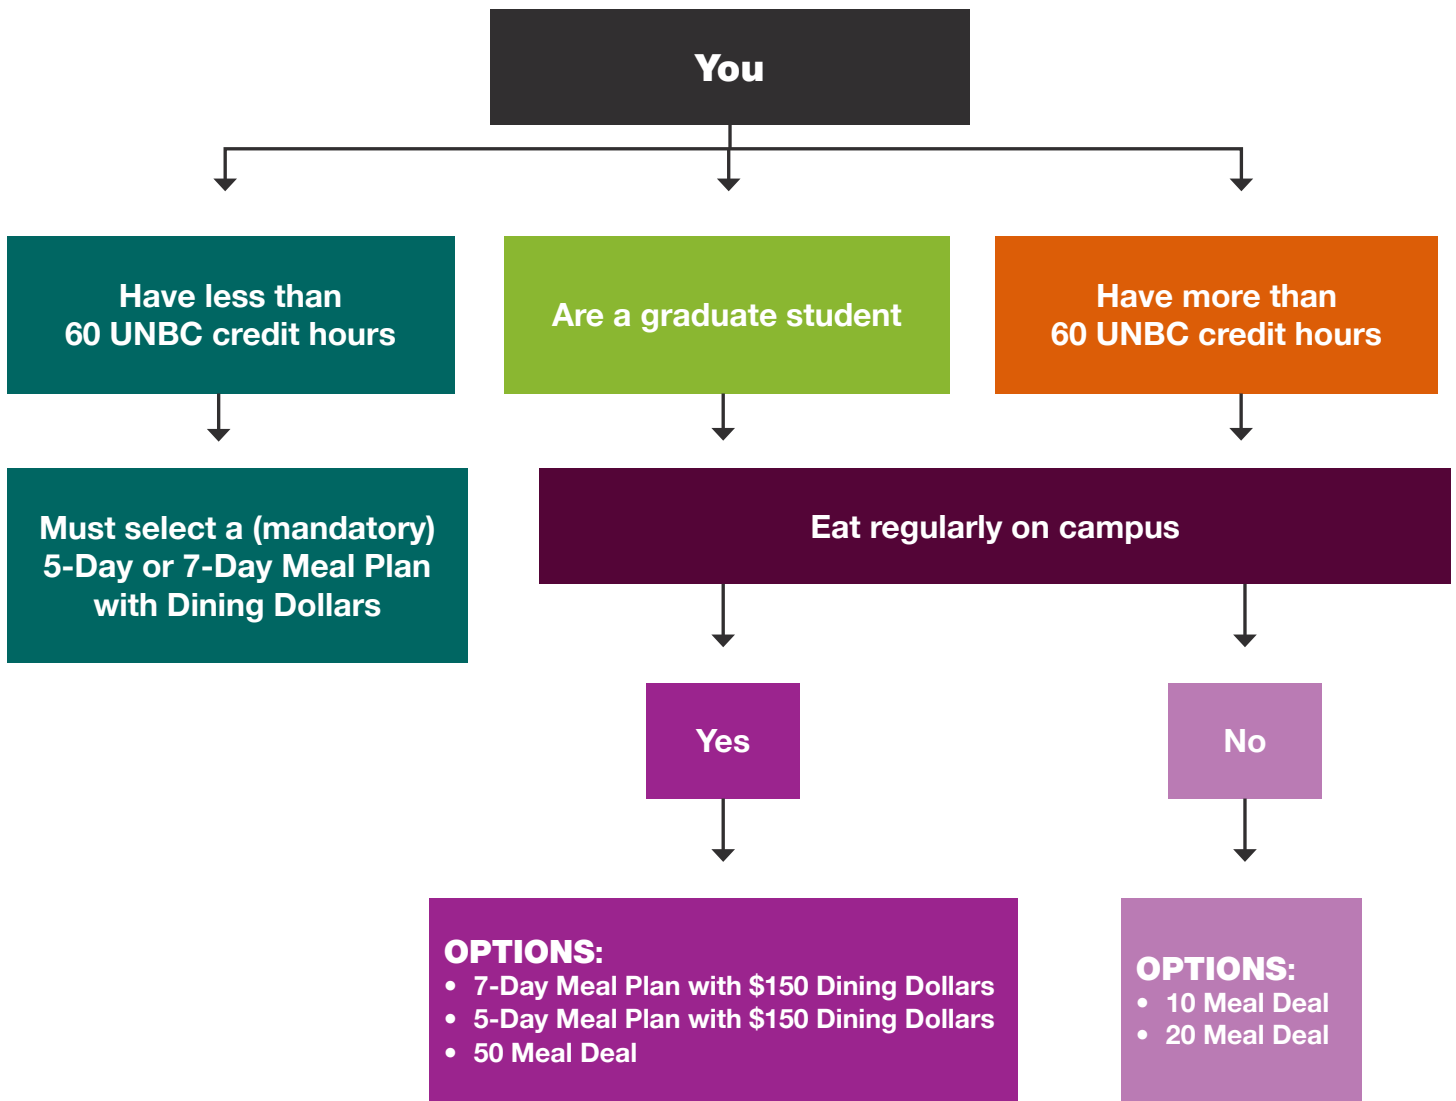 You
Have less than
60 UNBC credit hours
Are a graduate student
Have more than
60 UNBC credit hours
Must select a (mandatory)
5-Day or 7-Day Meal Plan
with Dining Dollars
Eat regularly on campus
Yes
No
OPTIONS:
• 7-Day Meal Plan with $150 Dining Dollars
• 5-Day Meal Plan with $150 Dining Dollars
• 50 Meal Deal
OPTIONS:
• 10 Meal Deal
• 20 Meal Deal